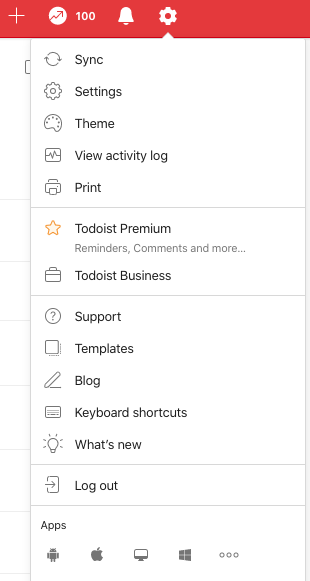 100
Sync
Settings
Theme
View activity log
Print
Todoist Premium
Reminders, Comments and more...
Todoist Business
Support
Templates
Blog
Keyboard shortcuts
What's new
Log out
Apps